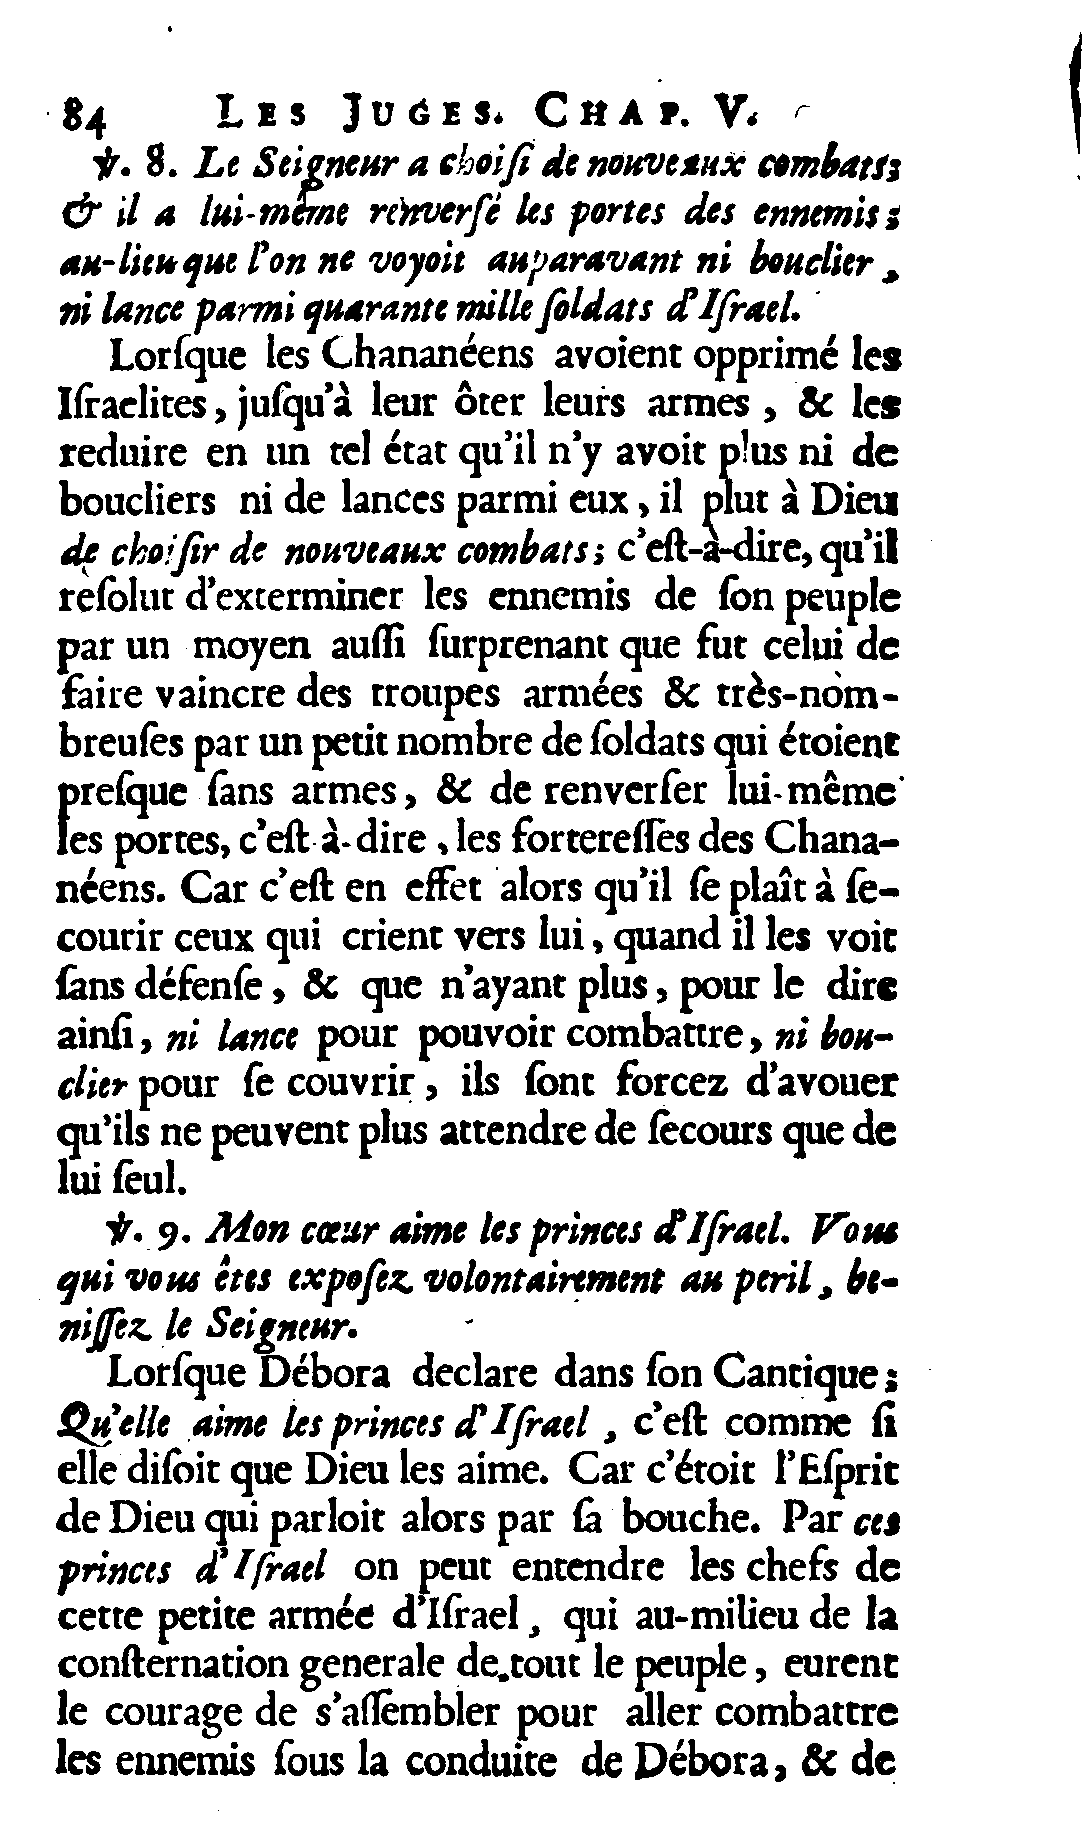 84 LES JUGES. CHAP. V.
℣. 8. Le Seigneur a choiſi de nouveaux combats;
& il a lui-même renverſé les portes des ennemis;
au-lieu que l'on ne voyoit auparavant ni bouclier,
ni lance parmi quarante mille ſoldats d'Iſrael.
Lorſque les Chananéens avoient opprimé les
Iſraelites, juſqu'à leur ôter leurs armes, & les
reduire en un tel état qu'il n'y avoit plus ni de
boucliers ni de lances parmi eux, il plut à Dieu
de choiſir de nouveaux combats; c'eſt-à-dire, qu'il
reſolut d'exterminer les ennemis de ſon peuple
par un moyen auſſi ſurprenant que fut celui de
faire vaincre des troupes armées & très-nom-
breuſes par un petit nombre de ſoldats qui étoient
preſque ſans armes, & de renverſer lui-même
les portes, c'eſt-à-dire, les fortereſſes des Chana-
néens. Car c'eſt en effet alors qu'il ſe plaît à ſe-
courir ceux qui crient vers lui, quand il les voit
ſans défenſe, & que n'ayant plus, pour le dire
ainſi, ni lance pour pouvoir combattre, ni bou-
clier pour ſe couvrir, ils ſont forcez d'avouer
qu'ils ne peuvent plus attendre de ſecours que de
lui ſeul.
℣. 9. Mon cœur aime les princes d'Iſrael. Vous
qui vous êtes expoſez volontairement au peril, be-
niſſez le Seigneur.
Lorſque Débora declare dans ſon Cantique;
Qu'elle aime les princes d'Iſrael, c'eſt comme ſi
elle diſoit que Dieu les aime. Car c'étoit l'Eſprit
de Dieu qui parloit alors par ſa bouche. Par ces
princes d'Iſrael on peut entendre les chefs de
cette petite armée d'Iſrael, qui au-milieu de la
conſternation generale de tout le peuple, eurent
le courage de s'aſſembler pour aller combattre
les ennemis ſous la conduite de Débora, & de